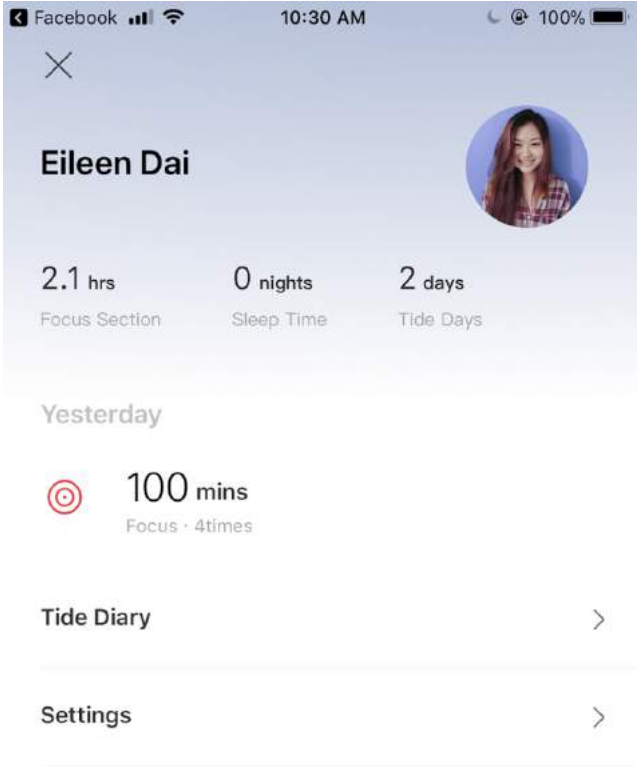 Facebook 10:30 AM 100%
Eileen Dai
2.1 hrs 0 nights 2 days
Focus Section Sleep Time Tide Days
Yesterday
100 mins
Focus · 4times
Tide Diary
Settings